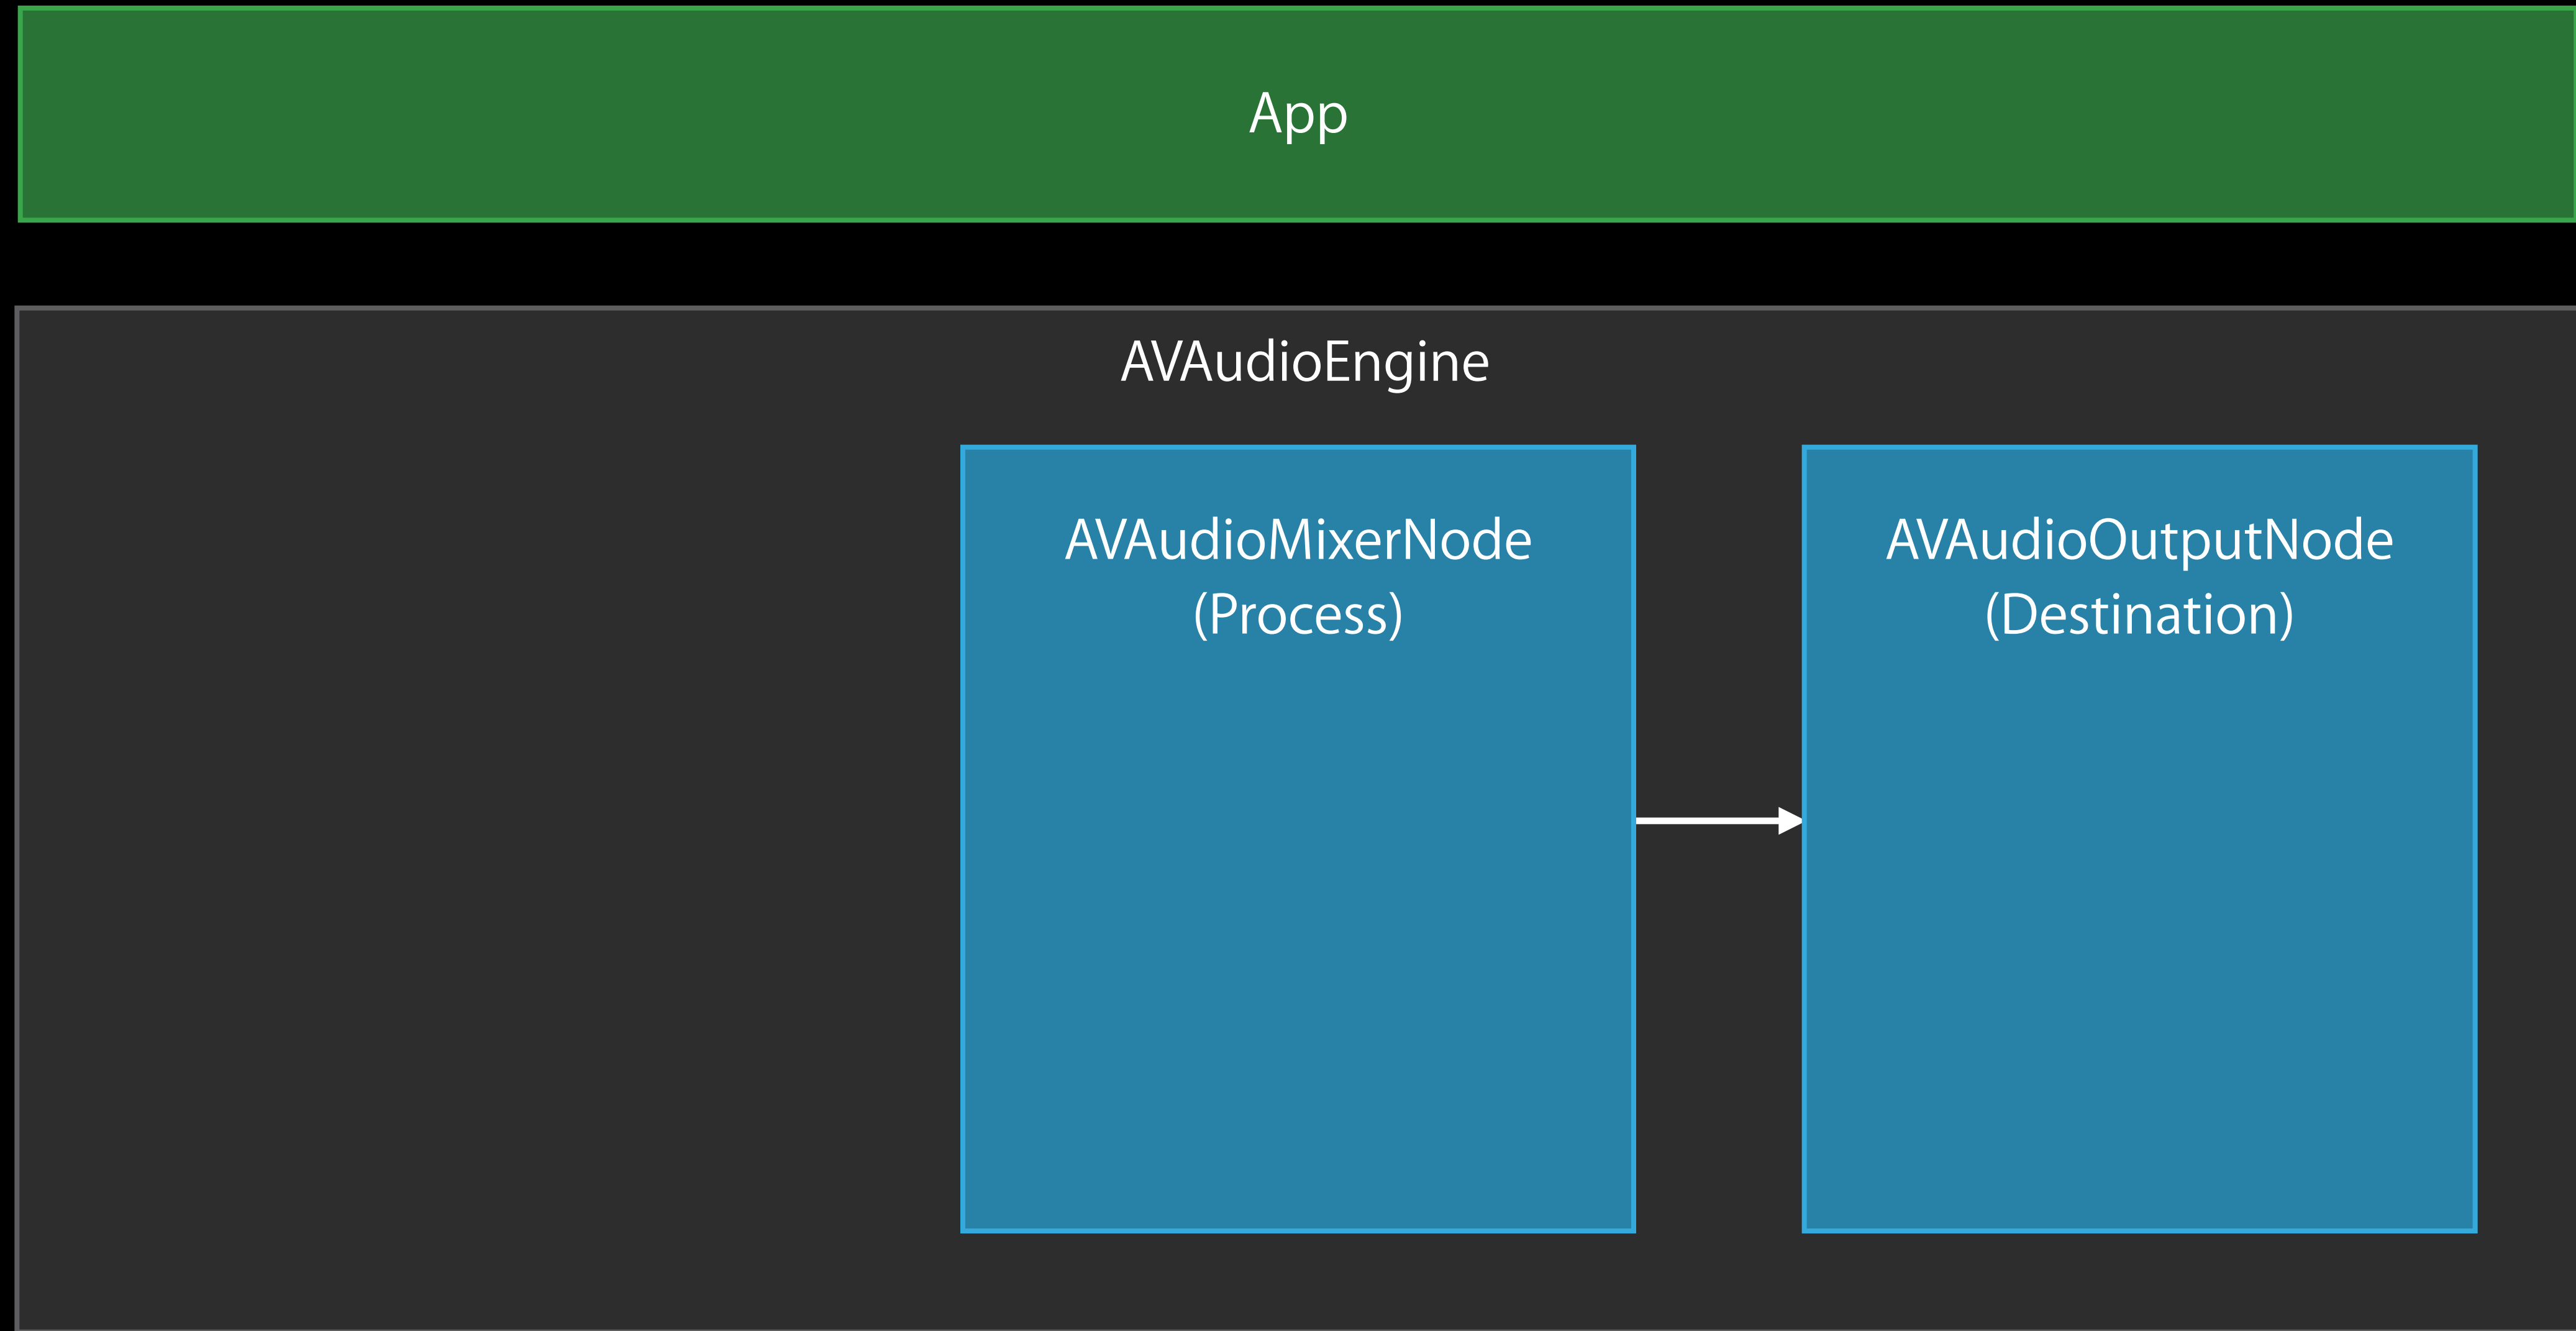 App
AVAudioEngine
AVAudioMixerNode
(Process)
AVAudioOutputNode
(Destination)